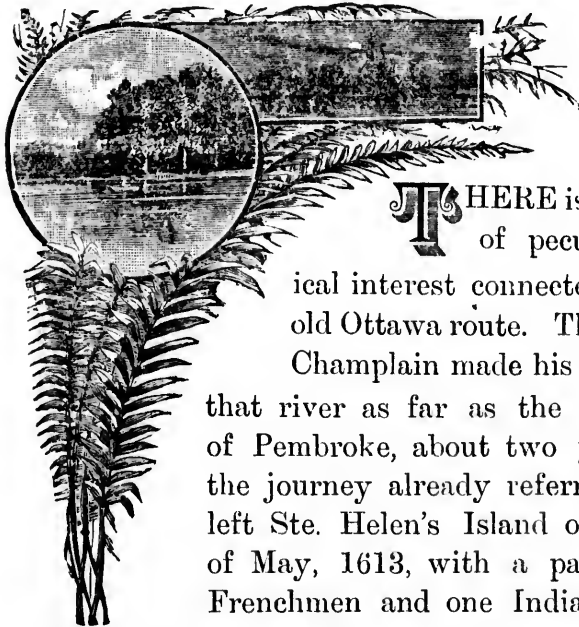 THERE is
of pecu
ical interest connecte
old Ottawa route. Th
Champlain made his
that river as far as the
of Pembroke, about two
the journey already referr
left Ste. Helen's Island o
of May, 1613, with a pa
Frenchmen and one India